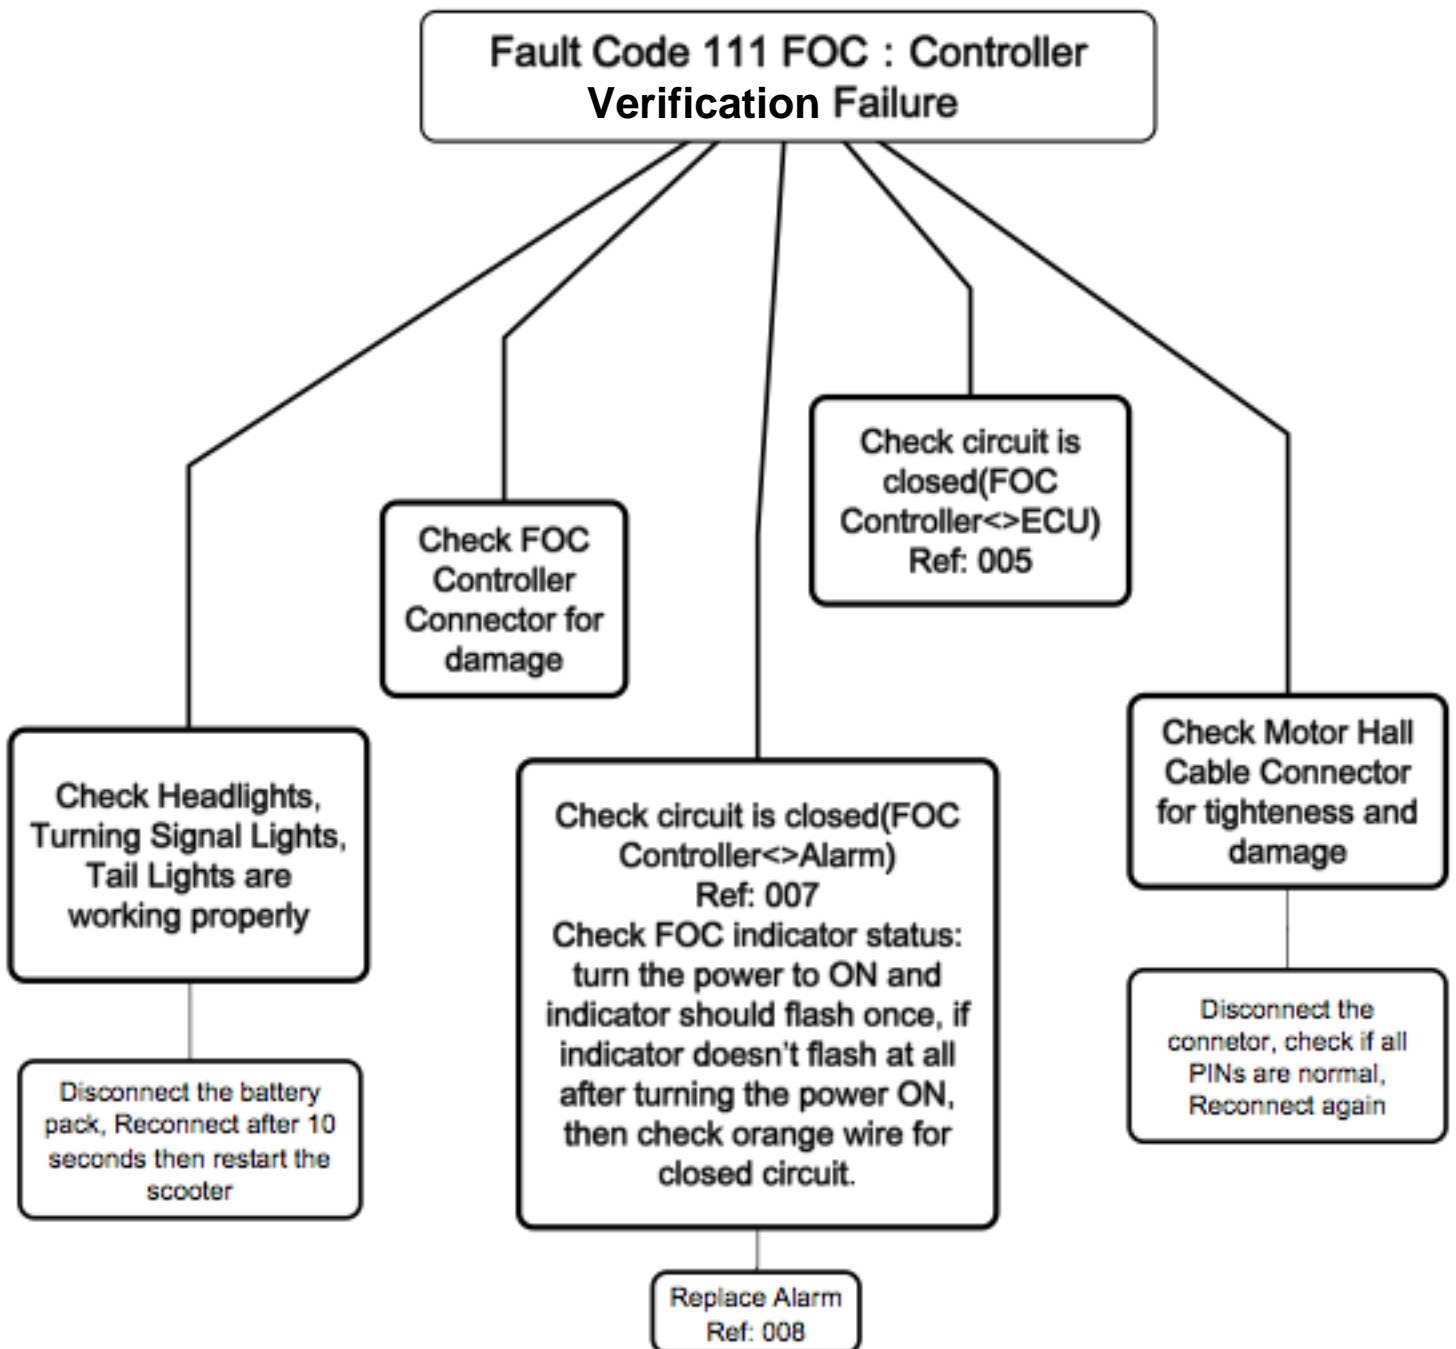 Fault Code 111 FOC : Controller
Verification Failure
Check Headlights,
Turning Signal Lights,
Tail Lights are
working properly
Disconnect the battery
pack, Reconnect after 10
seconds then restart the
scooter
Check FOC
Controller
Connector for
damage
Check circuit is closed(FOC
Controller<>Alarm)
Ref: 007
Check FOC indicator status:
turn the power to ON and
indicator should flash once, if
indicator doesn't flash at all
after turning the power ON,
then check orange wire for
closed circuit.
Replace Alarm
Ref: 008
Check circuit is
closed(FOC
Controller<>ECU)
Ref: 005
Check Motor Hall
Cable Connector
for tighteness and
damage
Disconnect the
connetor, check if all
PINs are normal,
Reconnect again